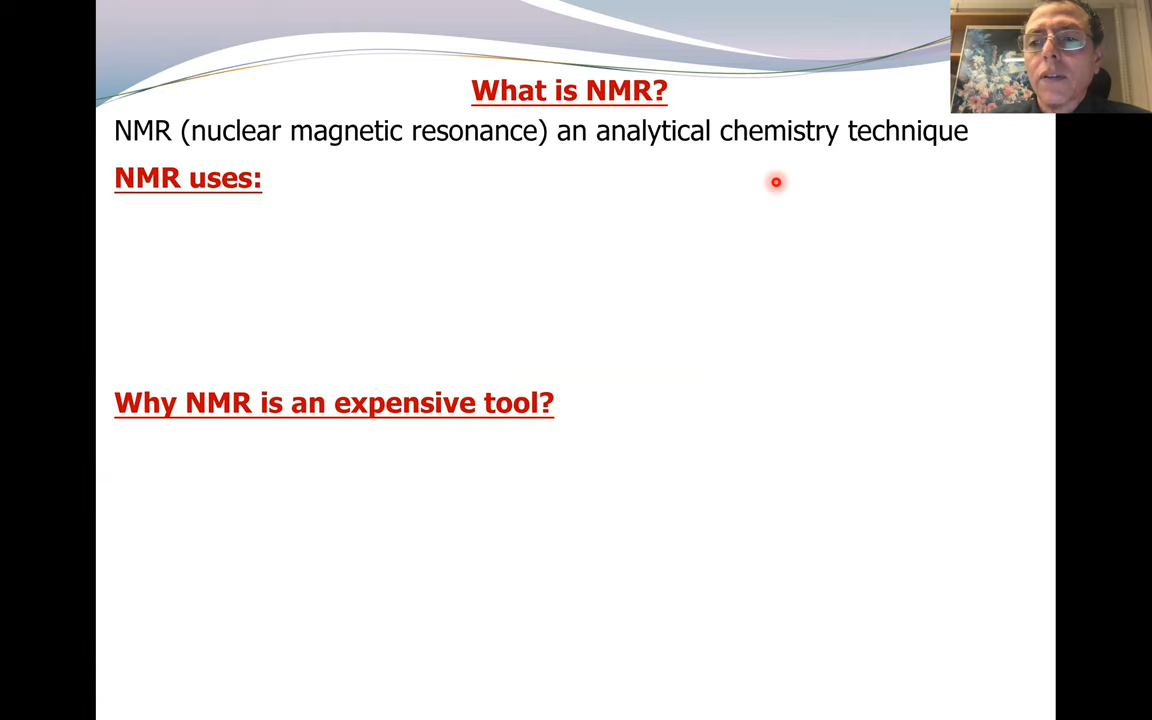 What is NMR?
NMR (nuclear magnetic resonance) an analytical chemistry technique
NMR uses:
Why NMR is an expensive tool?